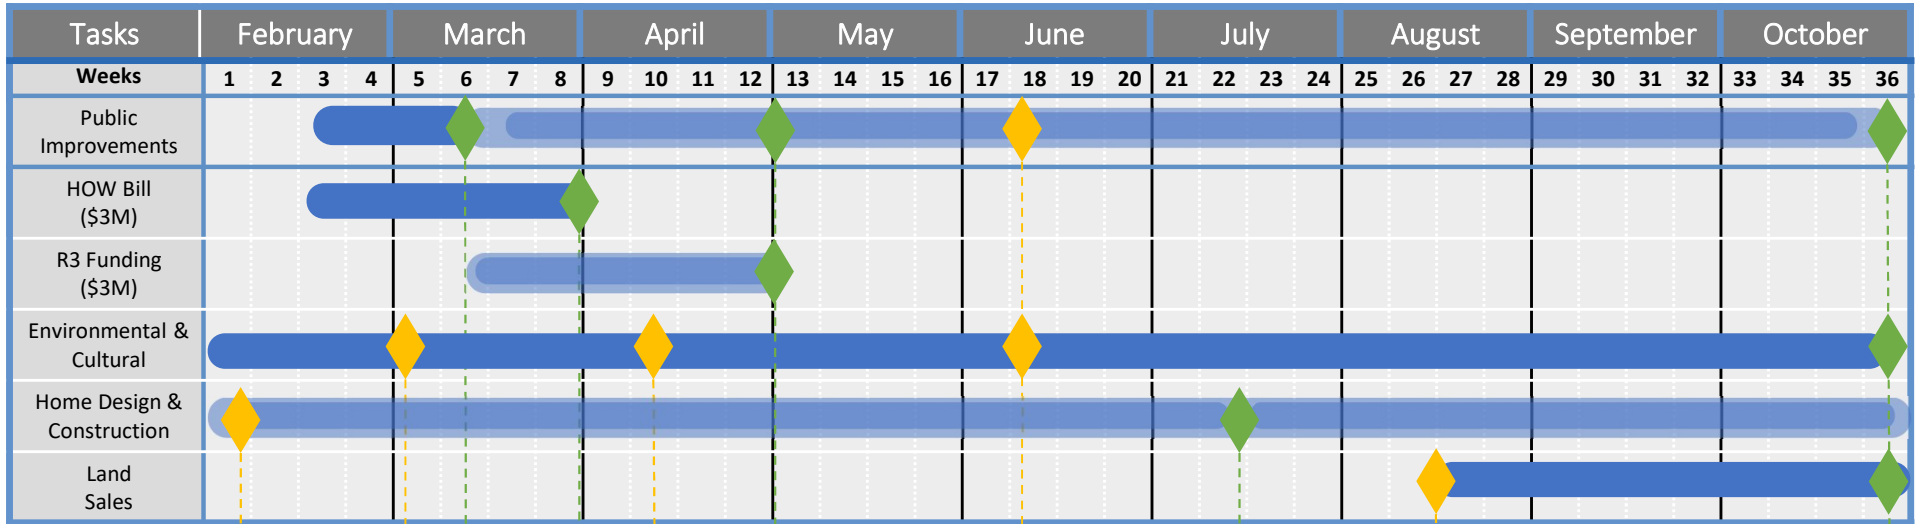 Tasks February March April May June July August September October
Weeks 1 2 3 4 5 6 7 8 9 10 11 12 13 14 15 16 17 18 19 20 21 22 23 24 25 26 27 28 29 30 31 32 33 34 35 36
Public
Improvements
HOW Bill
($3M)
R3 Funding
($3M)
Environmental &
Cultural
Home Design &
Construction
Land
Sales